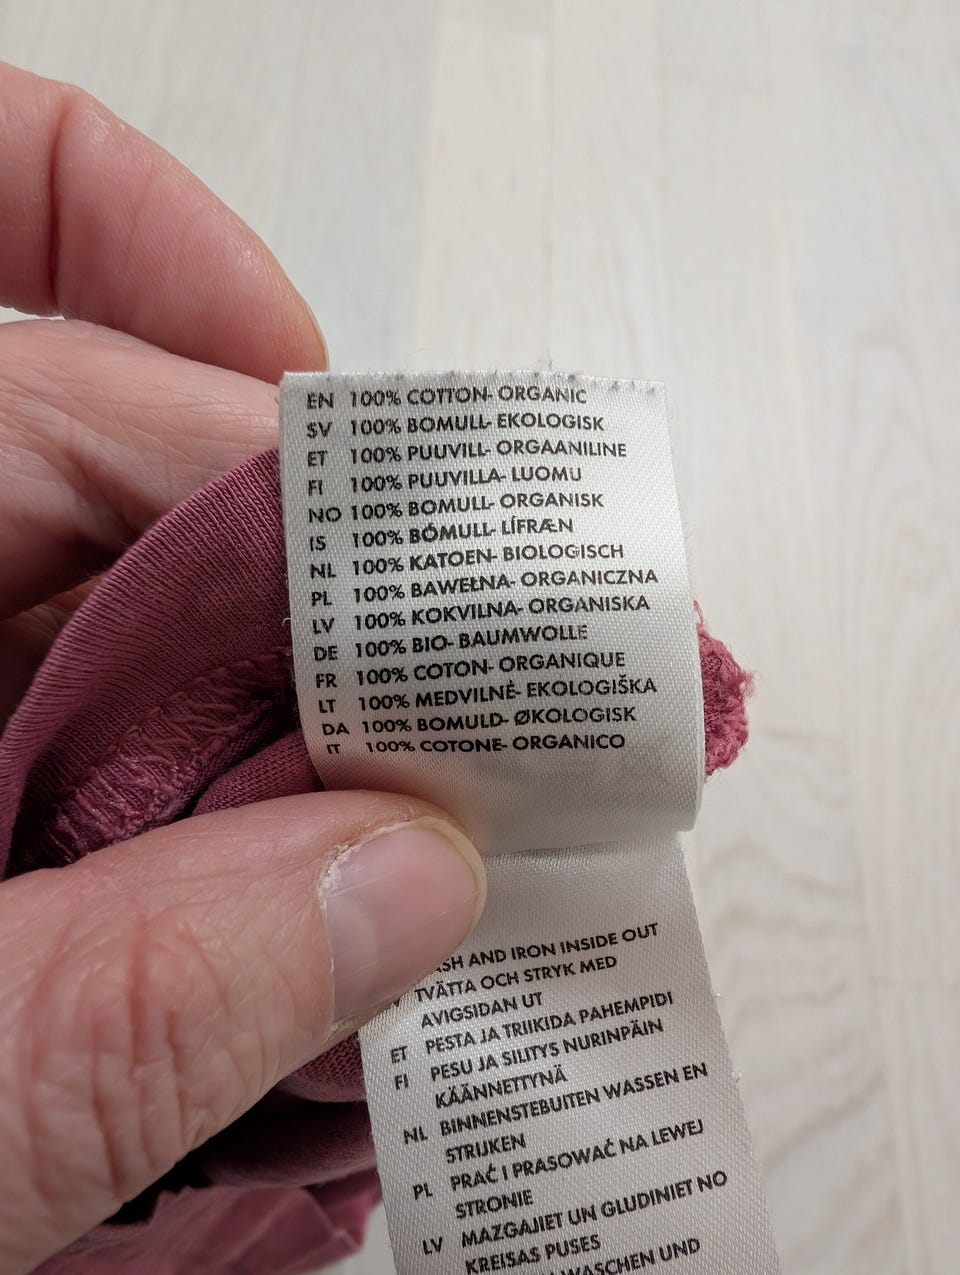 EN 100% COTTON- ORGANIC
SV 100% BOMULL- EKOLOGISK
ET 100% PUUVILL- ORGAANILINE
FI 100% PUUVILLA- LUOMU
NO 100% BOMULL- ORGANISK
IS 100% BÓMULL- LÍFRÆN
NL 100% KATOEN- BIOLOGISCH
PL 100% BAWEŁNA- ORGANICZNA
LV 100% KOKVILNA- ORGANISKA
DE 100% BIO- BAUMWOLLE
FR 100% COTON- ORGANIQUE
LT 100% MEDVILNĖ- EKOLOGIŠKA
DA 100% BOMULD- ØKOLOGISK
IT 100% COTONE- ORGANICO
AND IRON INSIDE OUT
TVÄTTA OCH STRYK MED
AVIGSIDAN UT
ET PESTA JA TRIIKIDA PAHEMPIDI
FI PESU JA SILITYS NURINPÄIN
KÄÄNNETTYNÄ
NL BINNENSTEBUITEN WASSEN EN
STRIJKEN
PL PRAĆ I PRASOWAĆ NA LEWEJ
STRONIE
LV MAZGAJIET UN GLUDINIET NO
KREISAS PUSES
WASCHEN UND